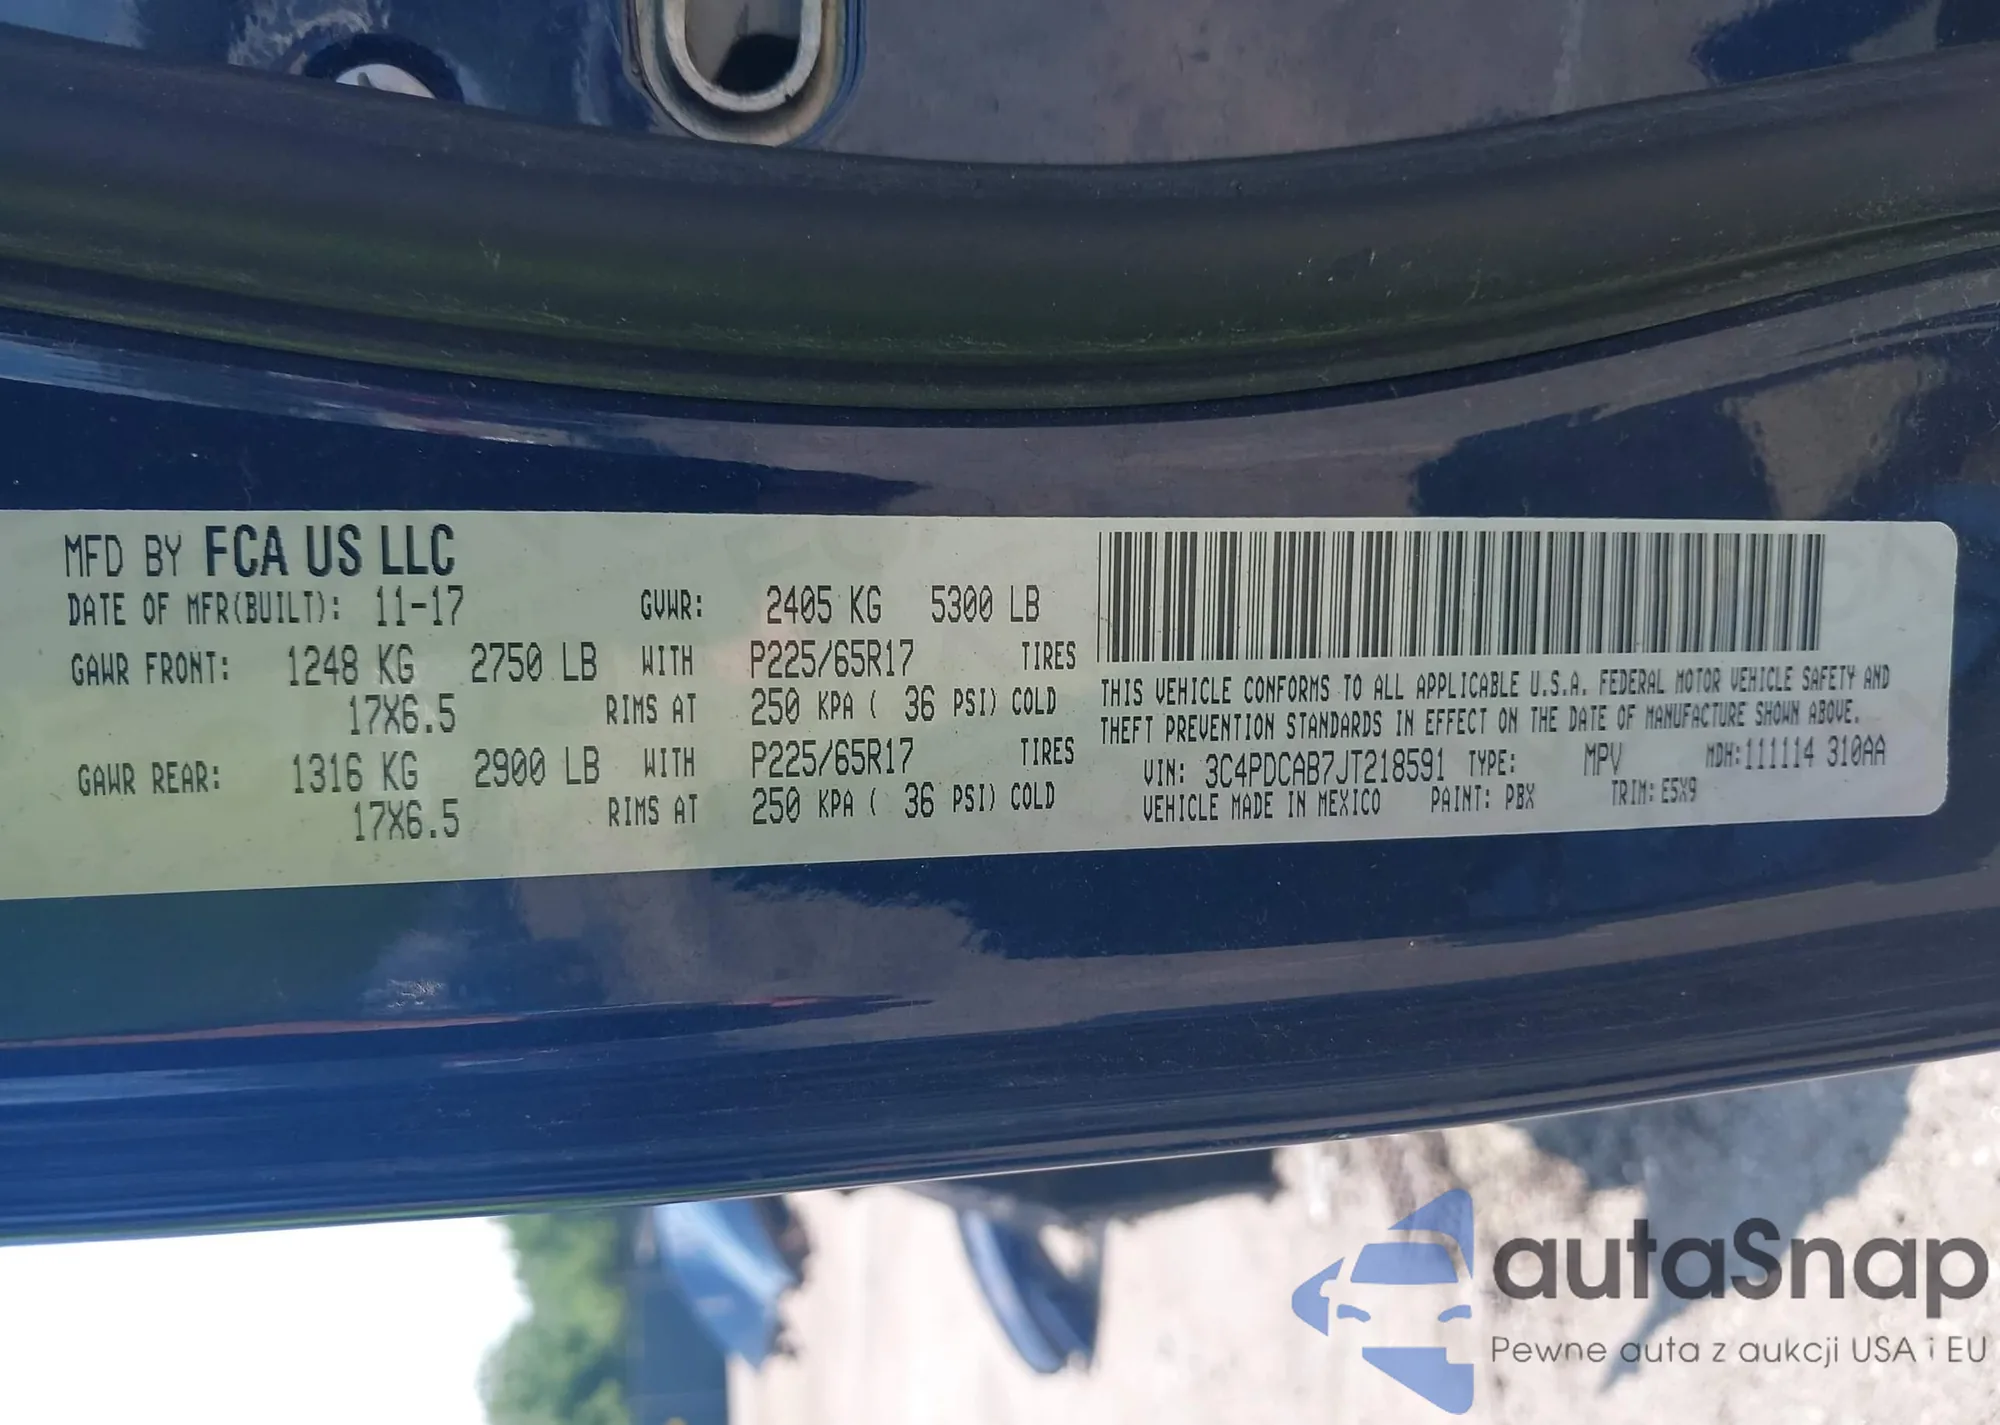 MFD BY FCA US LLC
DATE OF MFR(BUILT): 11-17 GVWR: 2405 KG 5300 LB
GAWR FRONT: 1248 KG 2750 LB WITH P225/65R17 TIRES
17X6.5 RIMS AT 250 KPA ( 36 PSI) COLD
GAWR REAR: 1316 KG 2900 LB WITH P225/65R17 TIRES
17X6.5 RIMS AT 250 KPA ( 36 PSI) COLD
THIS VEHICLE CONFORMS TO ALL APPLICABLE U.S.A. FEDERAL MOTOR VEHICLE SAFETY AND
THEFT PREVENTION STANDARDS IN EFFECT ON THE DATE OF MANUFACTURE SHOWN ABOVE.
VIN: 3C4PDCAB7JT218591 TYPE: MPV MDH:111114 310AA
VEHICLE MADE IN MEXICO PAINT: PBX TRIM: E5X9
autaSnap
Pewne auta z aukcji USA i EU